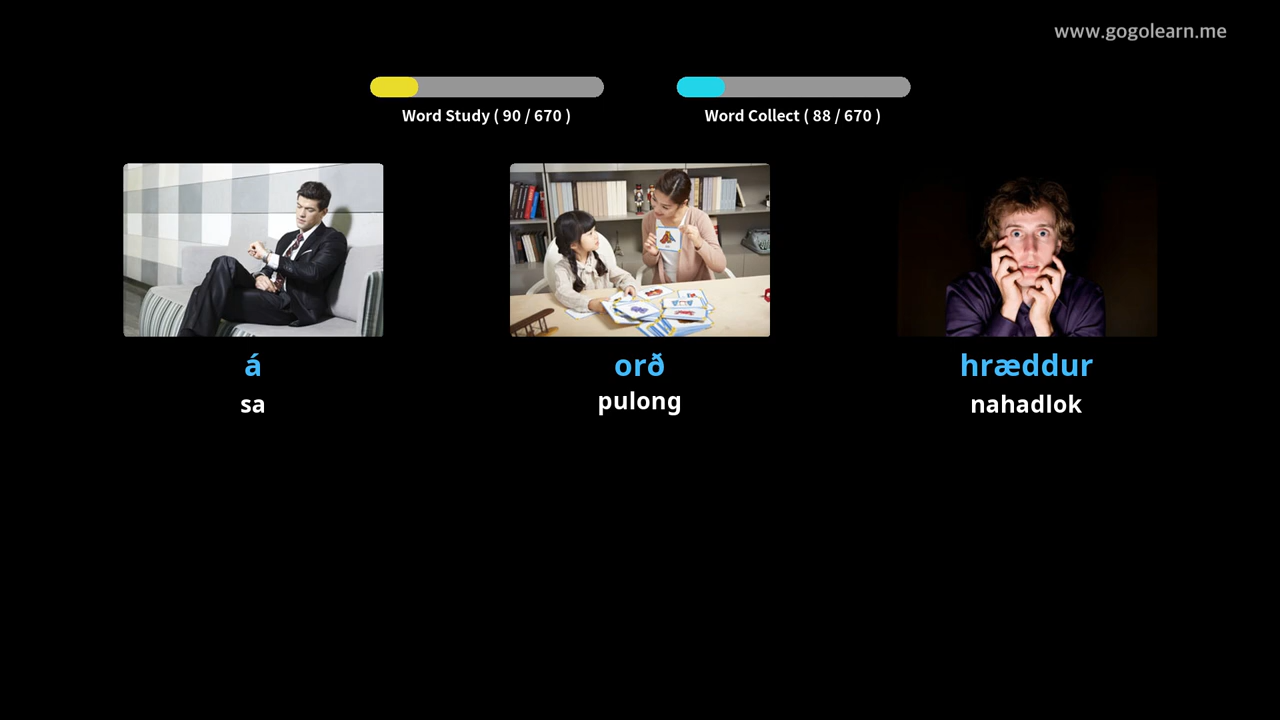 www.gogolearn.me
Word Study ( 90 / 670 )
Word Collect ( 88 / 670 )
á
orð
hræddur
sa
pulong
nahadlok